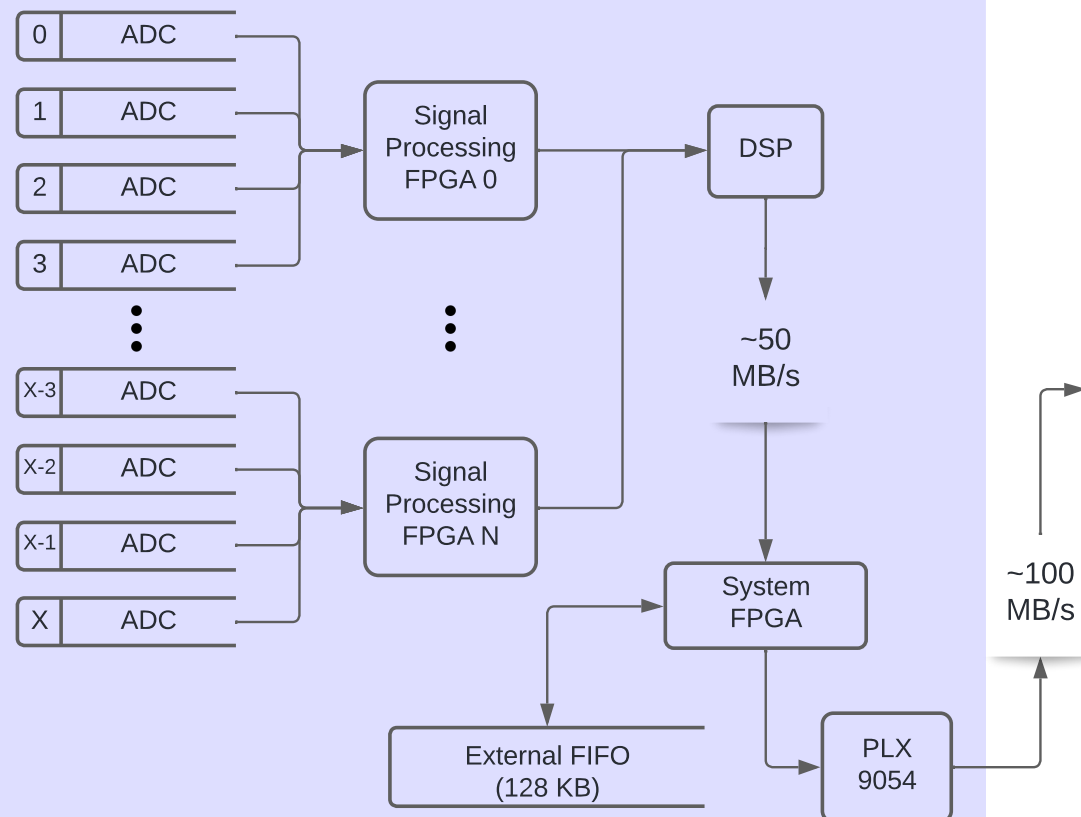 0 ADC
1 ADC
2 ADC
3 ADC
X-3 ADC
X-2 ADC
X-1 ADC
X ADC
Signal
Processing
FPGA 0
Signal
Processing
FPGA N
DSP
~50
MB/s
System
FPGA
External FIFO
(128 KB)
PLX
9054
~100
MB/s